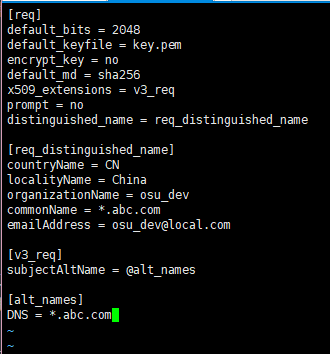 [req]
default_bits = 2048
default_keyfile = key.pem
encrypt_key = no
default_md = sha256
x509_extensions = v3_req
prompt = no
distinguished_name = req_distinguished_name

[req_distinguished_name]
countryName = CN
localityName = China
organizationName = osu_dev
commonName = *.abc.com
emailAddress = osu_dev@local.com

[v3_req]
subjectAltName = @alt_names

[alt_names]
DNS = *.abc.com
~
~